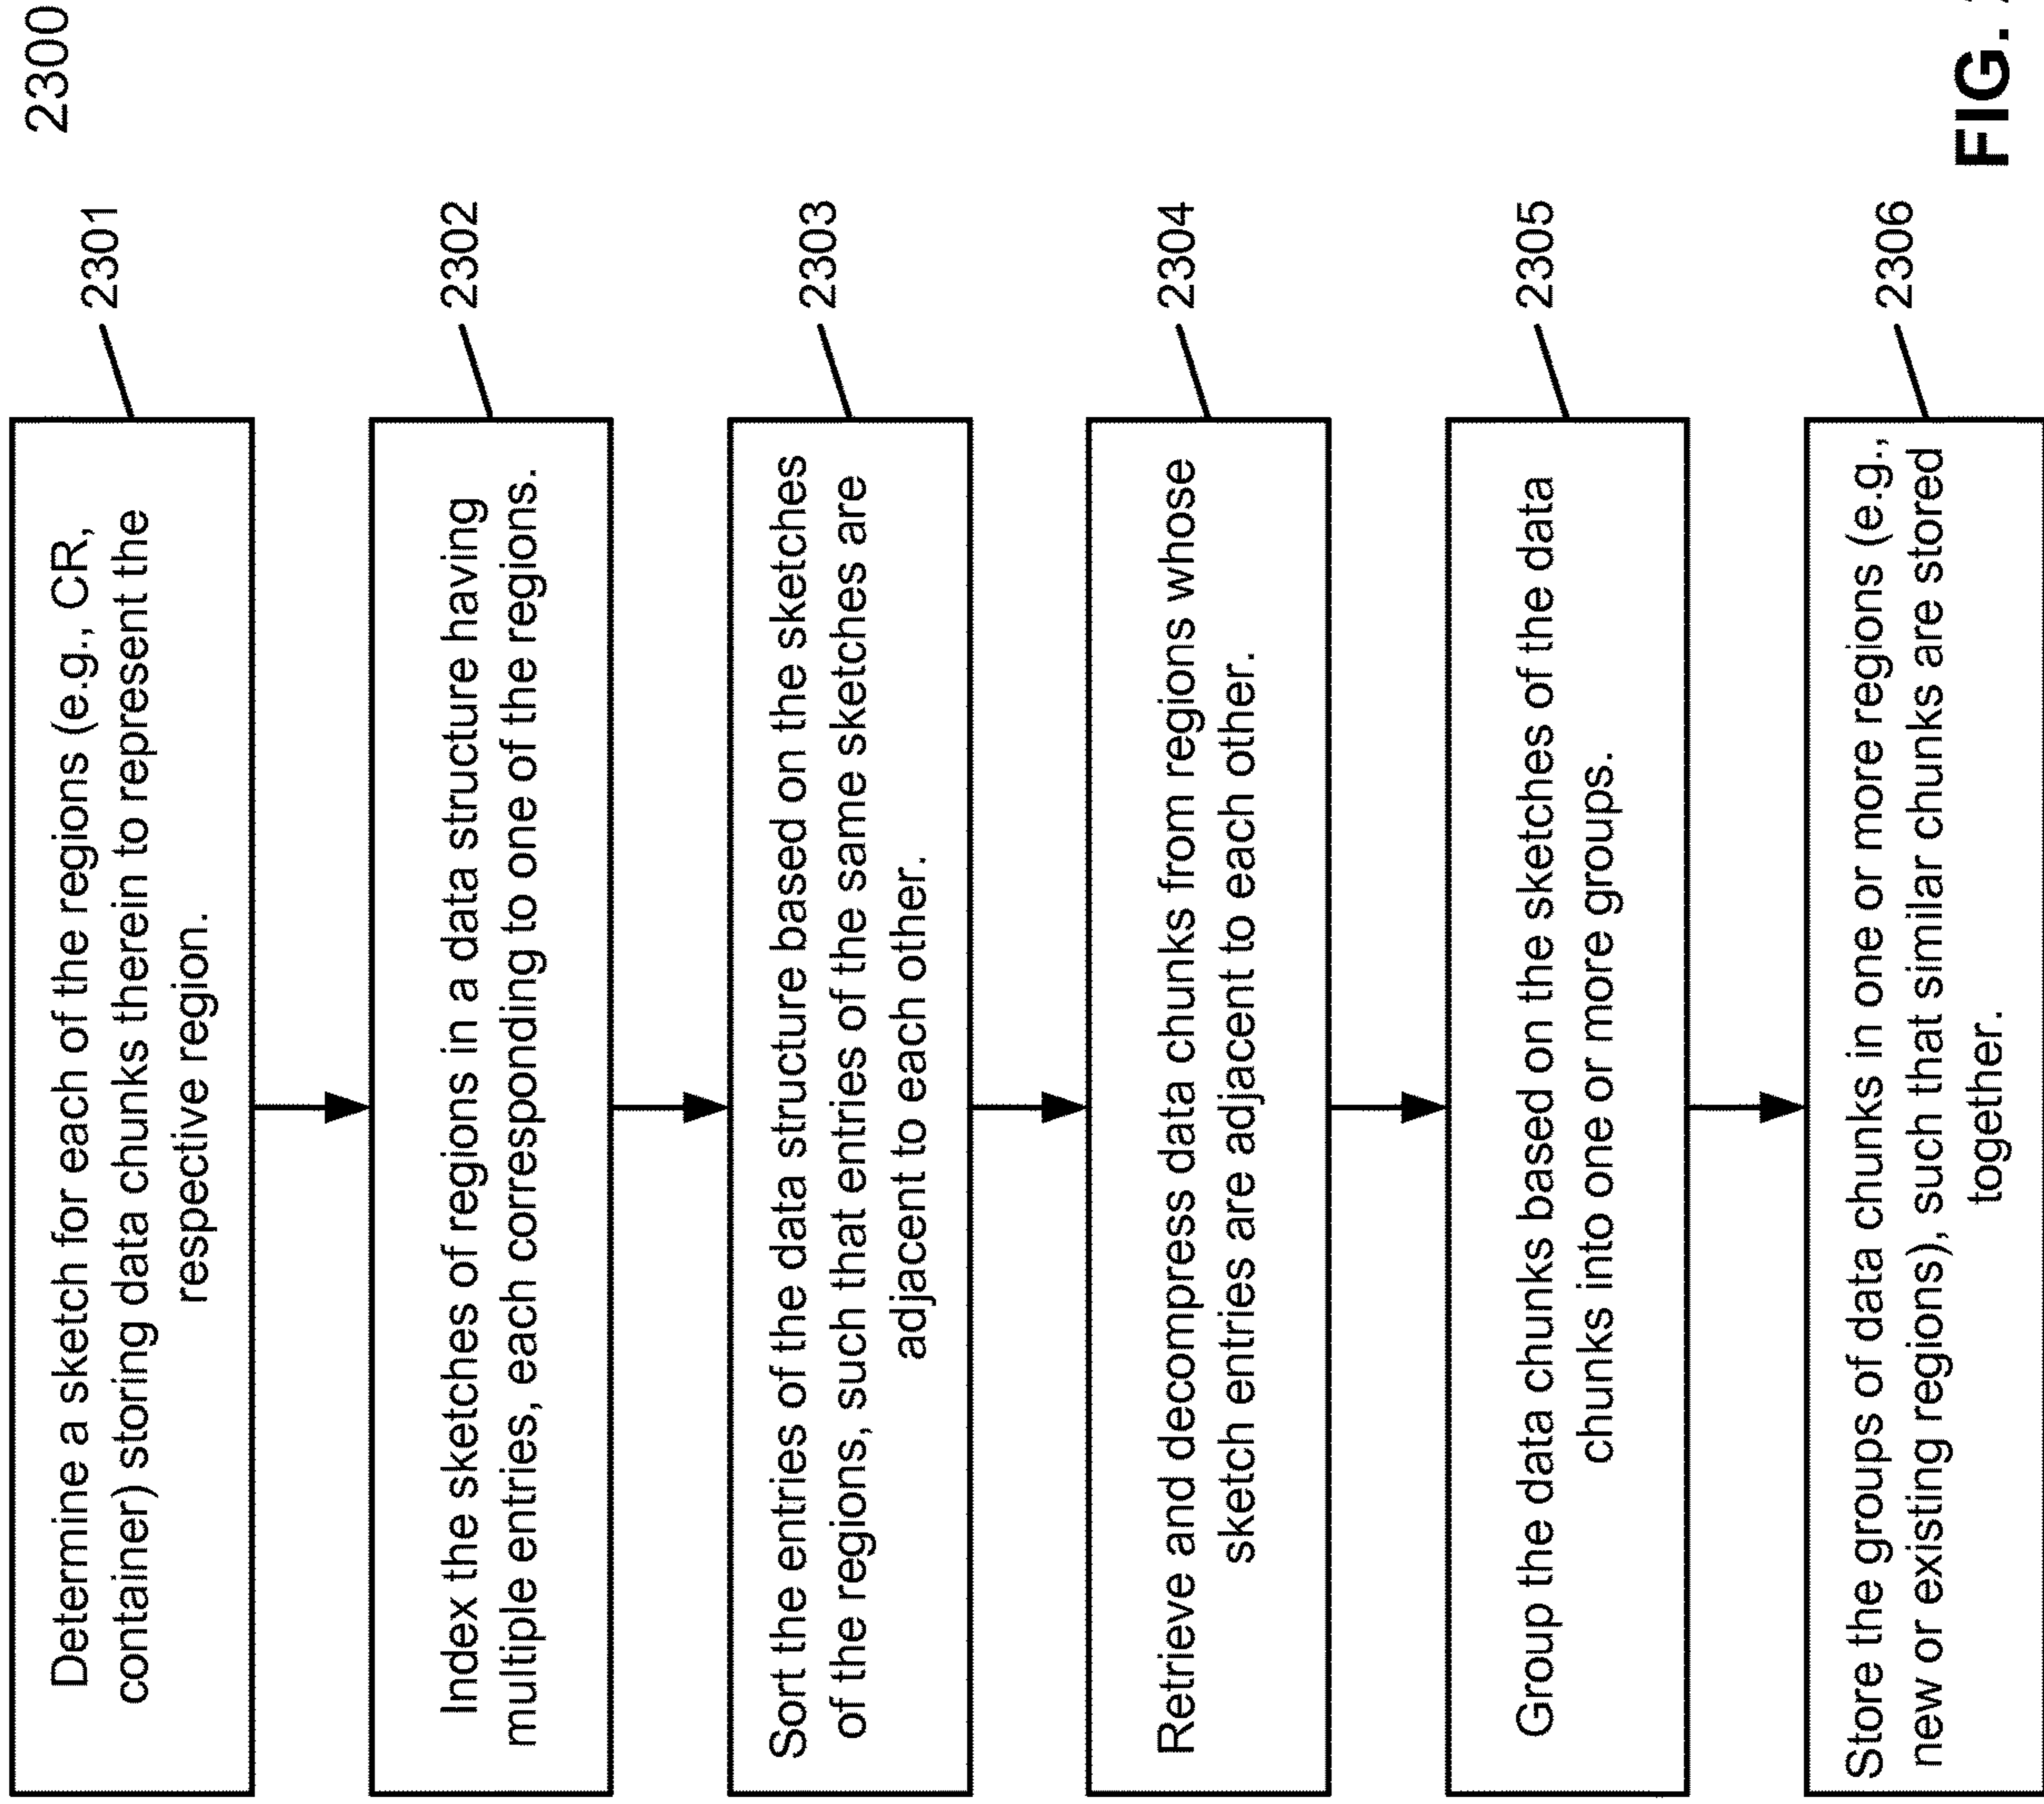 2300
Determine a sketch for each of the regions (e.g., CR,
container) storing data chunks therein to represent the
respective region.
2301
Index the sketches of regions in a data structure having
multiple entries, each corresponding to one of the regions.
2302
Sort the entries of the data structure based on the sketches
of the regions, such that entries of the same sketches are
adjacent to each other.
2303
Retrieve and decompress data chunks from regions whose
sketch entries are adjacent to each other.
2304
Group the data chunks based on the sketches of the data
chunks into one or more groups.
2305
Store the groups of data chunks in one or more regions (e.g.,
new or existing regions), such that similar chunks are stored
together.
2306
FIG.